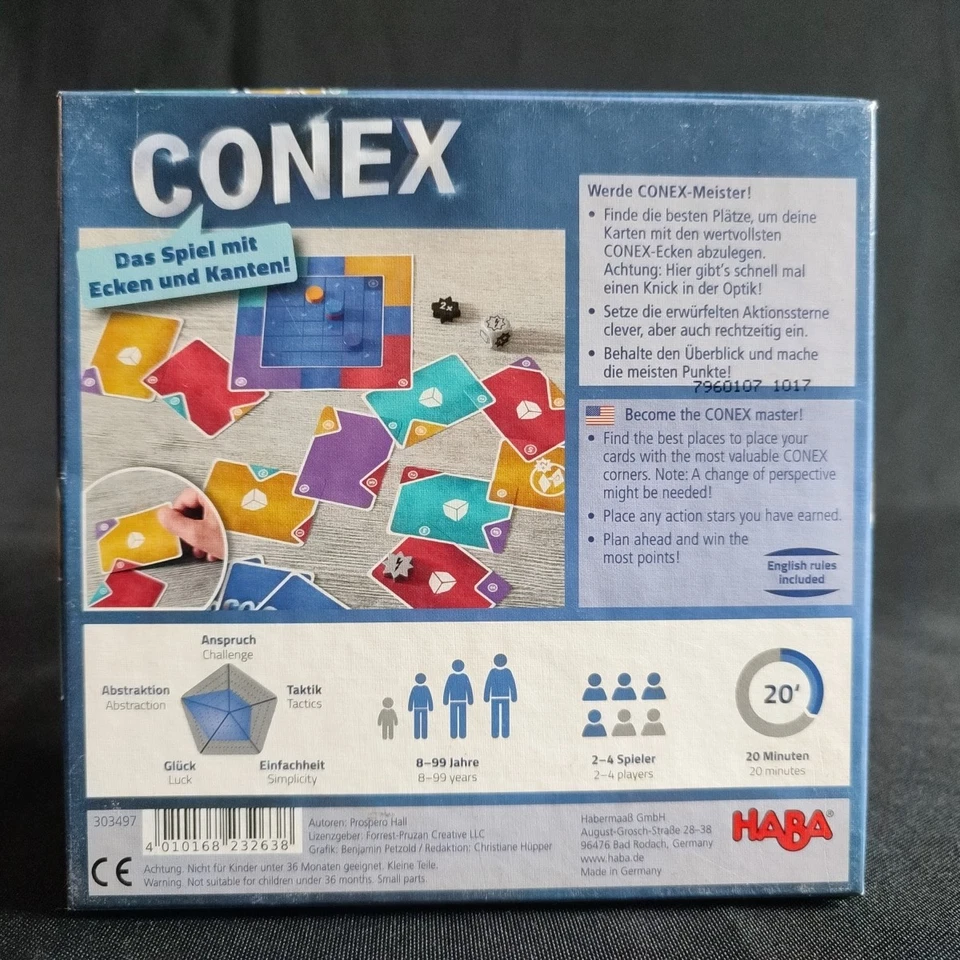 CONEX
Das Spiel mit
Ecken und Kanten!
2x
Werde CONEX-Meister!
• Finde die besten Plätze, um deine
Karten mit den wertvollsten
CONEX-Ecken abzulegen.
Achtung: Hier gibt's schnell mal
einen Knick in der Optik!
• Setze die erwürfelten Aktionssterne
clever, aber auch rechtzeitig ein.
• Behalte den Überblick und mache
die meisten Punkte!
7960107 1017
Become the CONEX master!
• Find the best places to place your
cards with the most valuable CONEX
corners. Note: A change of perspective
might be needed!
• Place any action stars you have earned.
• Plan ahead and win the
most points!
English rules
included
Anspruch
Challenge
Abstraktion
Abstraction
Taktik
Tactics
Glück
Luck
Einfachheit
Simplicity
8–99 Jahre
8–99 years
2–4 Spieler
2–4 players
20'
20 Minuten
20 minutes
303497
4 010168 232638
Autoren: Prospero Hall
Lizenzgeber: Forrest-Pruzan Creative LLC
Grafik: Benjamin Petzold / Redaktion: Christiane Hüpper
CE
Achtung. Nicht für Kinder unter 36 Monaten geeignet. Kleine Teile.
Warning. Not suitable for children under 36 months. Small parts.
Habermaaß GmbH
August-Grosch-Straße 28–38
96476 Bad Rodach, Germany
www.haba.de
Made in Germany
HABA®